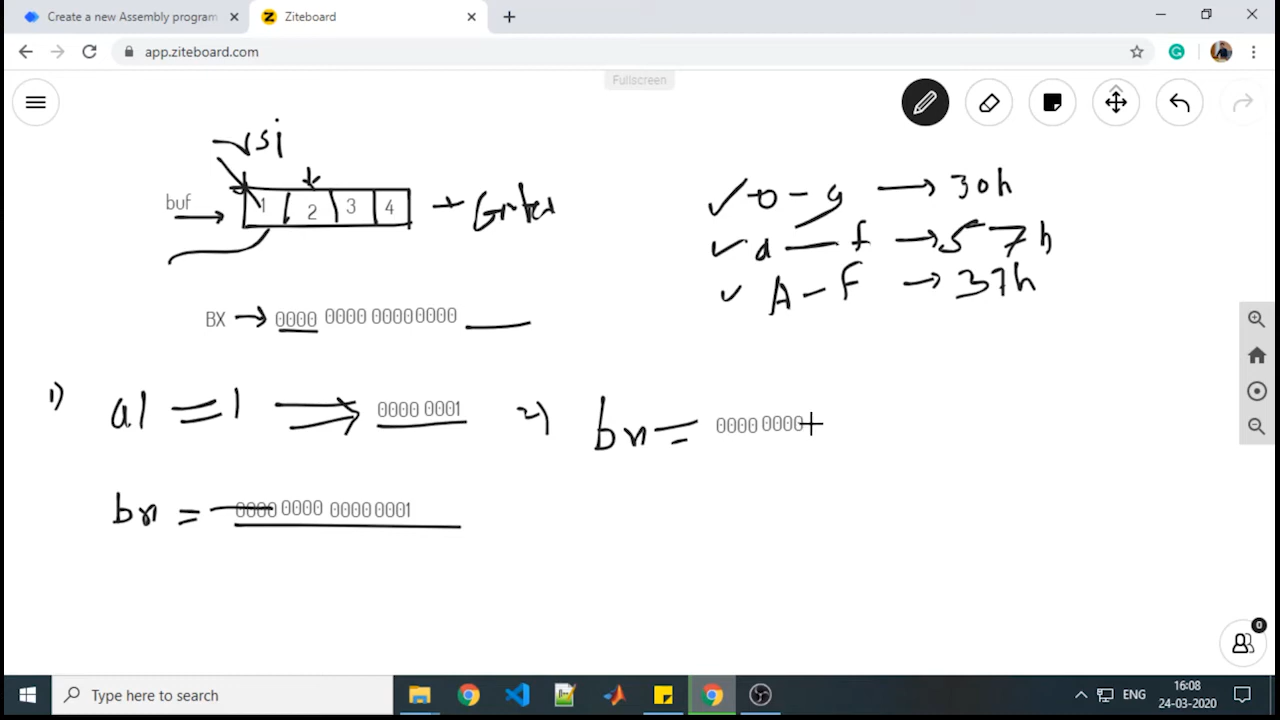 Create a new Assembly program
Ziteboard
app.ziteboard.com
Fullscreen
si
buf 1 2 3 4 + Enter
0 - 9 → 30h
a — f → 57h
A - F → 37h
BX → 0000 0000 0000 0000
1) al = 1 ⇒ 0000 0001
2) bx = 0000 0000
bx = 0000 0000 0000 0001
0
Type here to search
ENG
16:08
24-03-2020